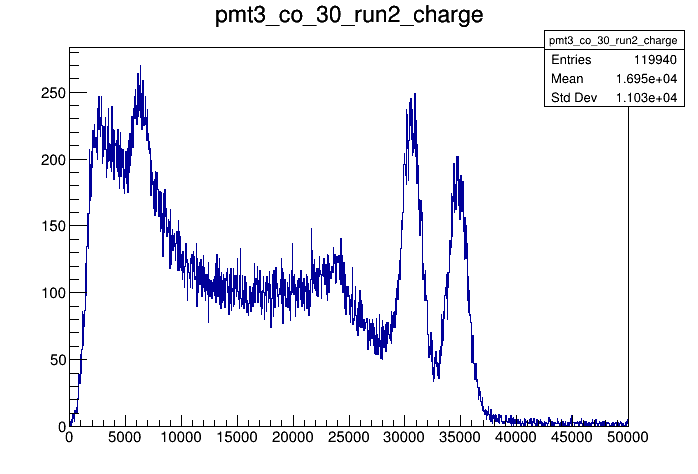 pmt3_co_30_run2_charge
pmt3_co_30_run2_charge
Entries 119940
Mean 1.695e+04
Std Dev 1.103e+04
250
200
150
100
50
0
0 5000 10000 15000 20000 25000 30000 35000 40000 45000 50000